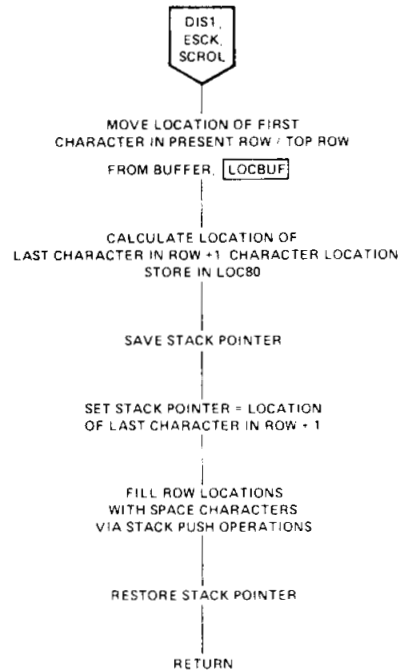 DIS1,
ESCK,
SCROL
MOVE LOCATION OF FIRST
CHARACTER IN PRESENT ROW / TOP ROW
FROM BUFFER, LOCBUF
CALCULATE LOCATION OF
LAST CHARACTER IN ROW +1 CHARACTER LOCATION
STORE IN LOC80
SAVE STACK POINTER
SET STACK POINTER = LOCATION
OF LAST CHARACTER IN ROW + 1
FILL ROW LOCATIONS
WITH SPACE CHARACTERS
VIA STACK PUSH OPERATIONS
RESTORE STACK POINTER
RETURN